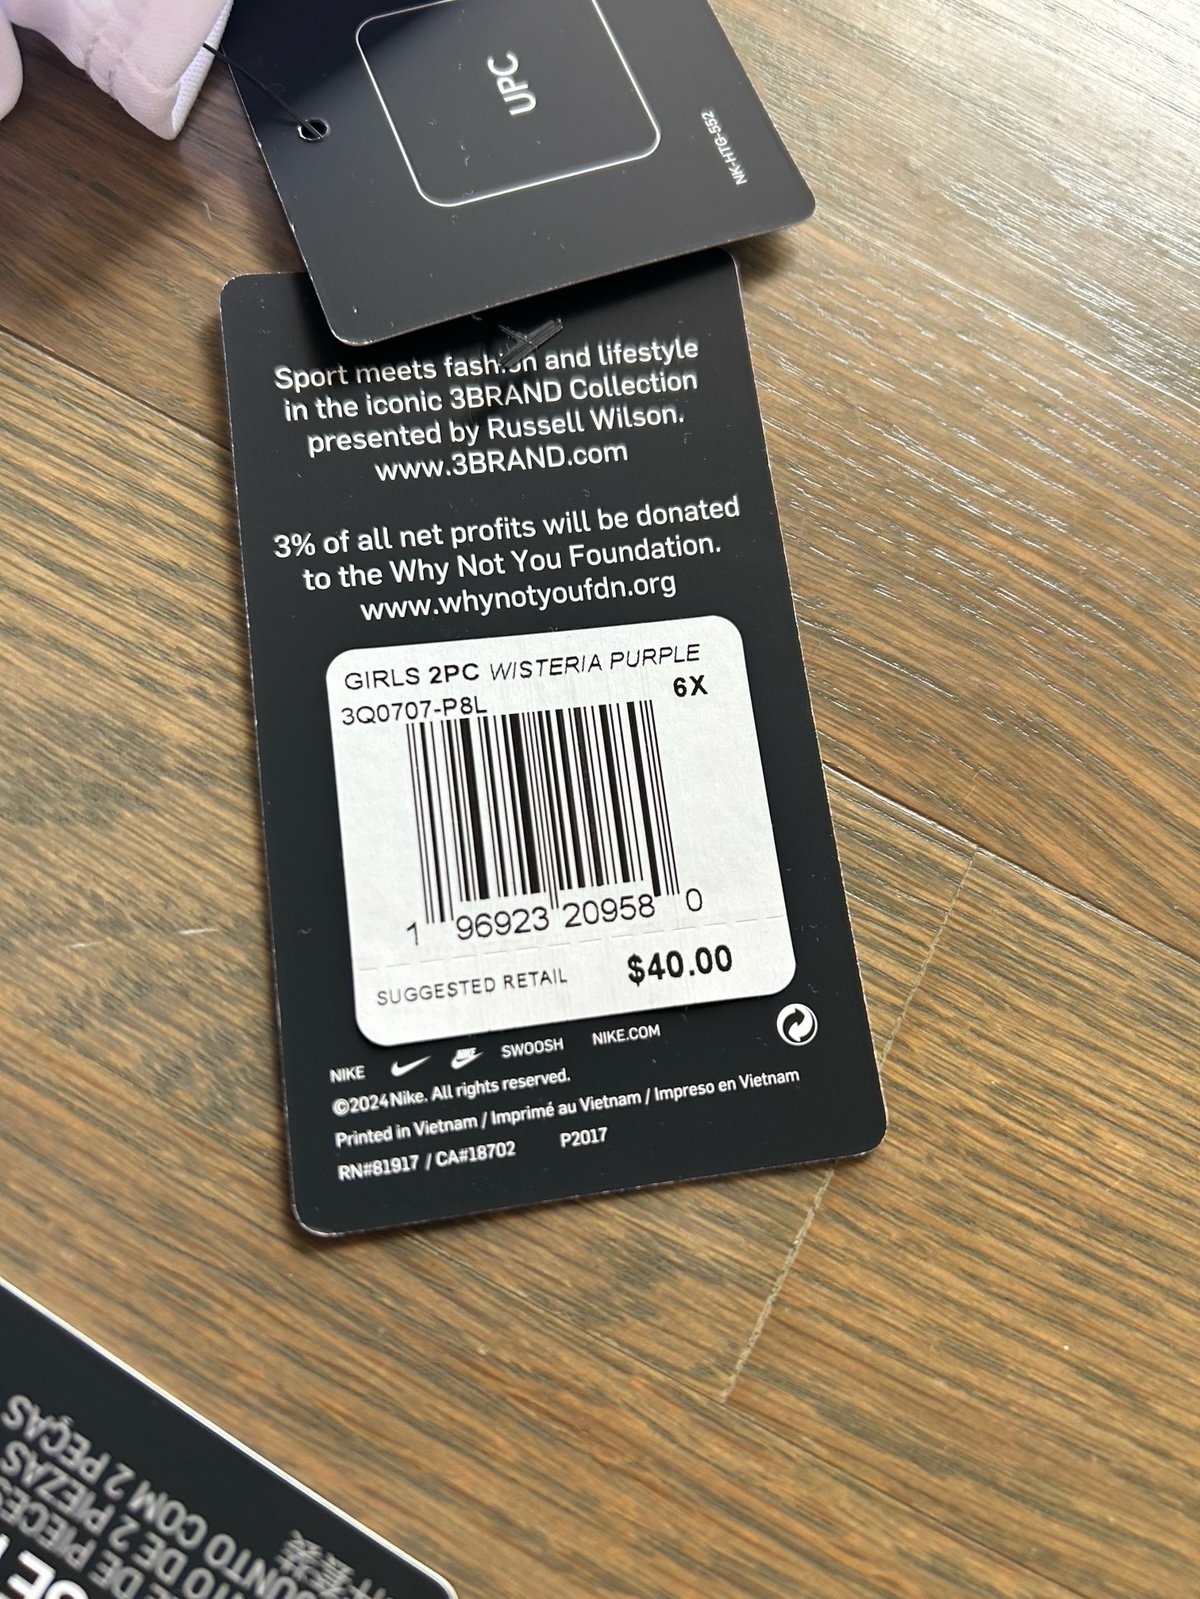 UPC
NK-HTG-552
Sport meets fashion and lifestyle
in the iconic 3BRAND Collection
presented by Russell Wilson.
www.3BRAND.com
3% of all net profits will be donated
to the Why Not You Foundation.
www.whynotyoufdn.org
GIRLS 2PC WISTERIA PURPLE
3Q0707-P8L 6X
1 96923 20958 0
SUGGESTED RETAIL $40.00
NIKE NIKE SWOOSH NIKE.COM
©2024 Nike. All rights reserved.
Printed in Vietnam / Imprimé au Vietnam / Impreso en Vietnam
RN#81917 / CA#18702 P2017
DE PIECES
DE 2 PIEZAS
COM 2 PEÇAS